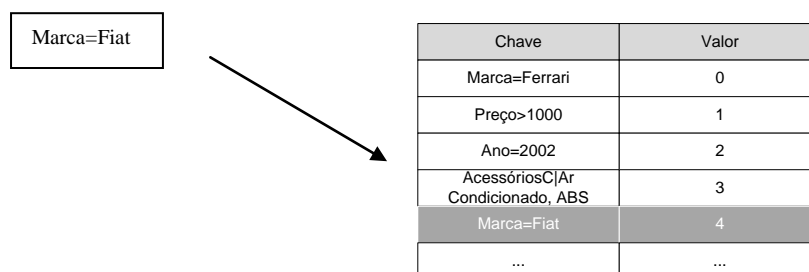 Marca=Fiat
Chave Valor
Marca=Ferrari 0
Preço>1000 1
Ano=2002 2
AcessóriosC|Ar
Condicionado, ABS 3
Marca=Fiat 4
... ...